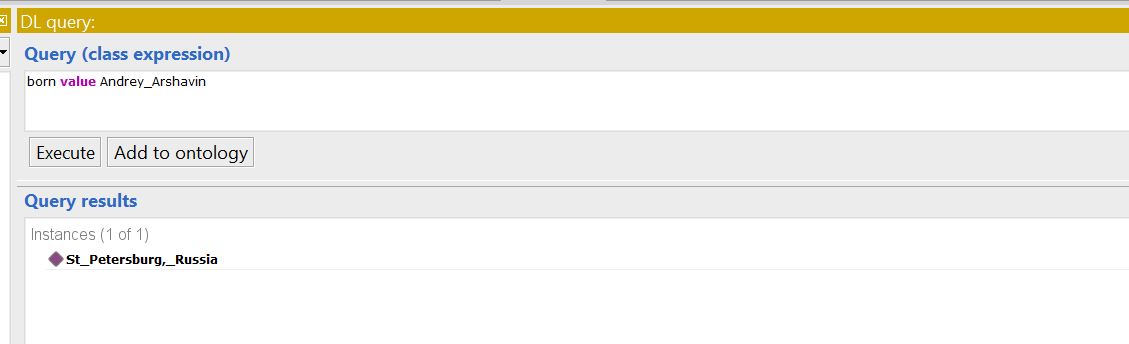 DL query:
Query (class expression)
born value Andrey_Arshavin
Execute Add to ontology
Query results
Instances (1 of 1)
St_Petersburg,_Russia